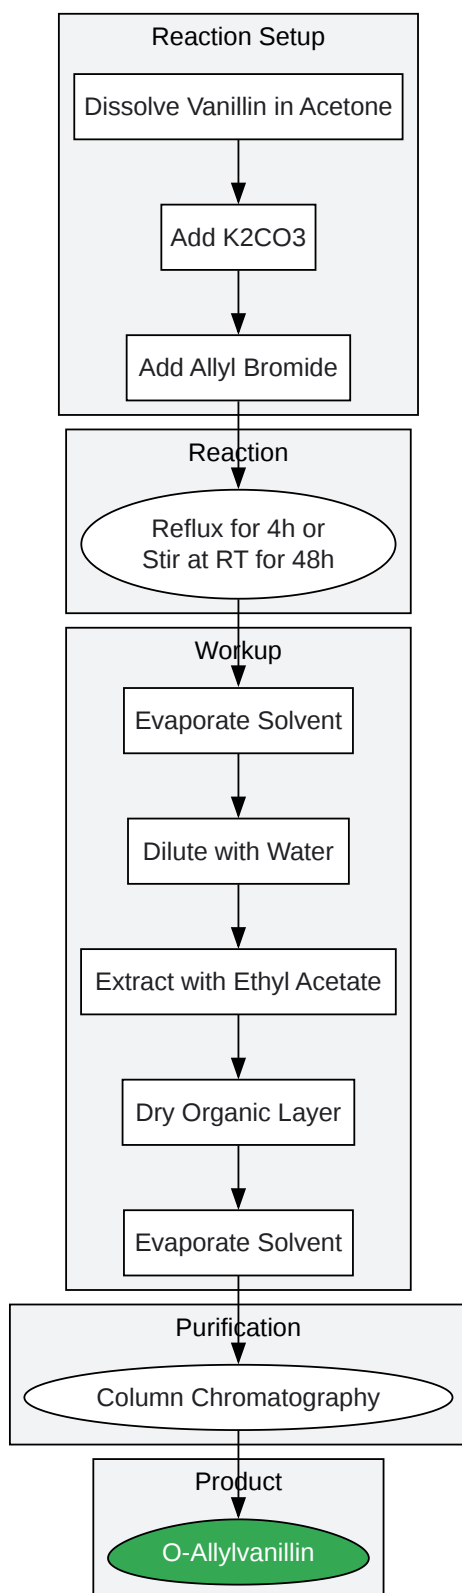 Reaction Setup
Dissolve Vanillin in Acetone
Add K2CO3
Add Allyl Bromide
Reaction
Reflux for 4h or
Stir at RT for 48h
Workup
Evaporate Solvent
Dilute with Water
Extract with Ethyl Acetate
Dry Organic Layer
Evaporate Solvent
Purification
Column Chromatography
Product
O-Allylvanillin